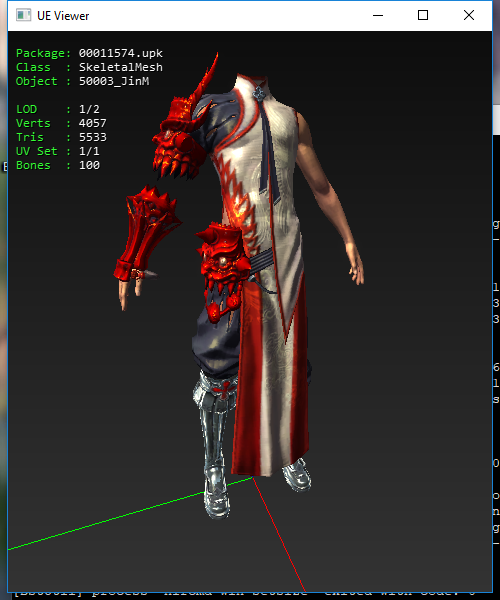 UE Viewer
Package: 00011574.upk
Class : SkeletalMesh
Object : 50003_JinM
LOD : 1/2
Verts : 4057
Tris : 5533
UV Set : 1/1
Bones : 100